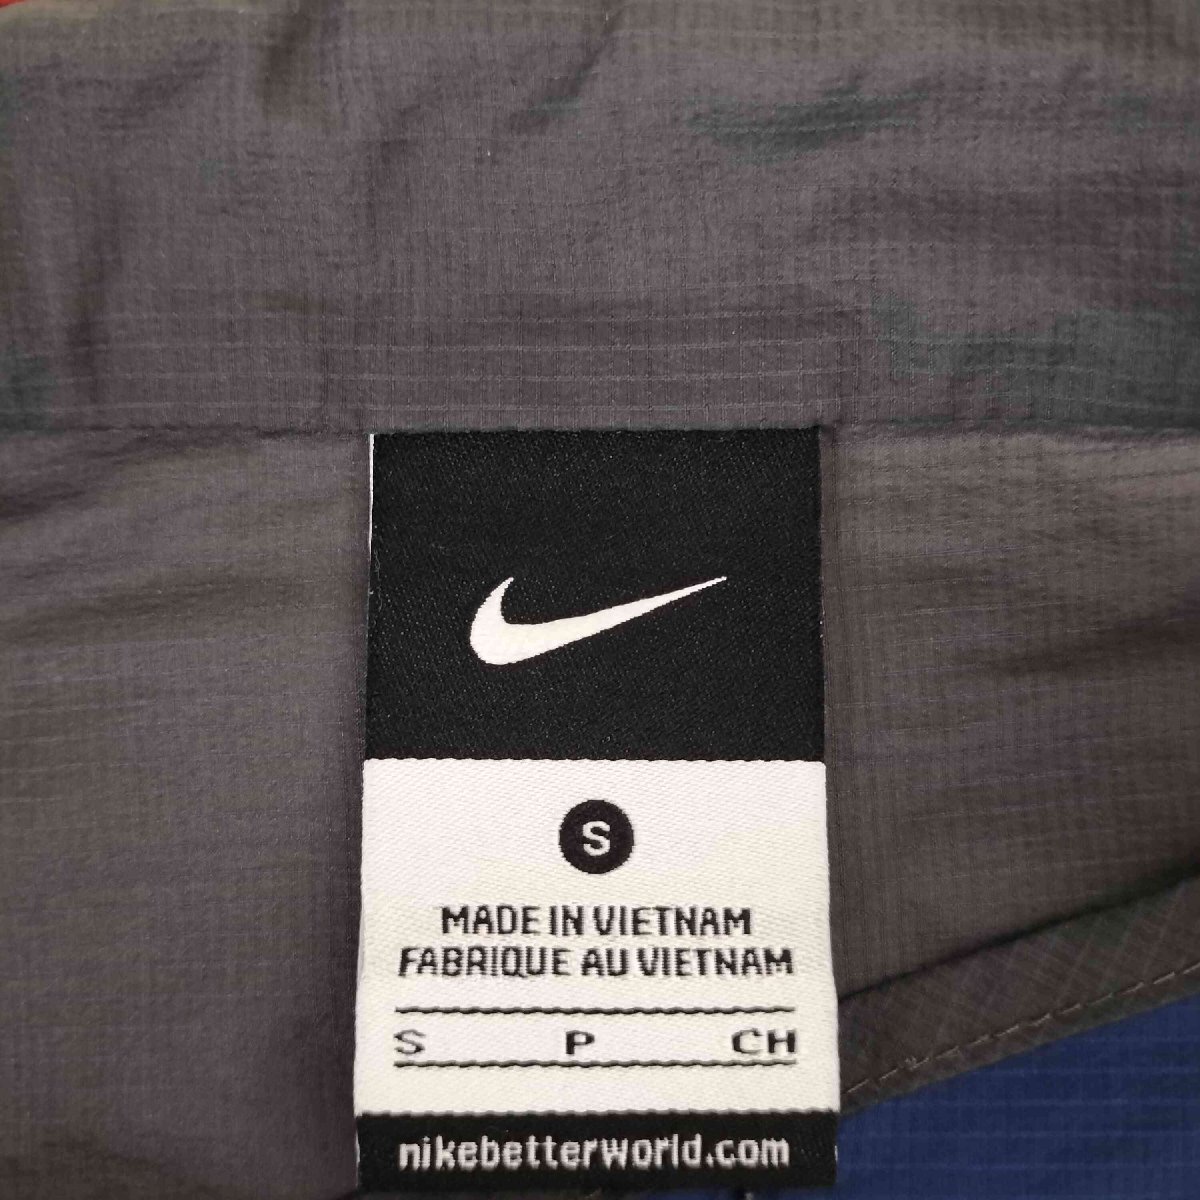 S
MADE IN VIETNAM
FABRIQUE AU VIETNAM
S P CH
nikebetterworld.com